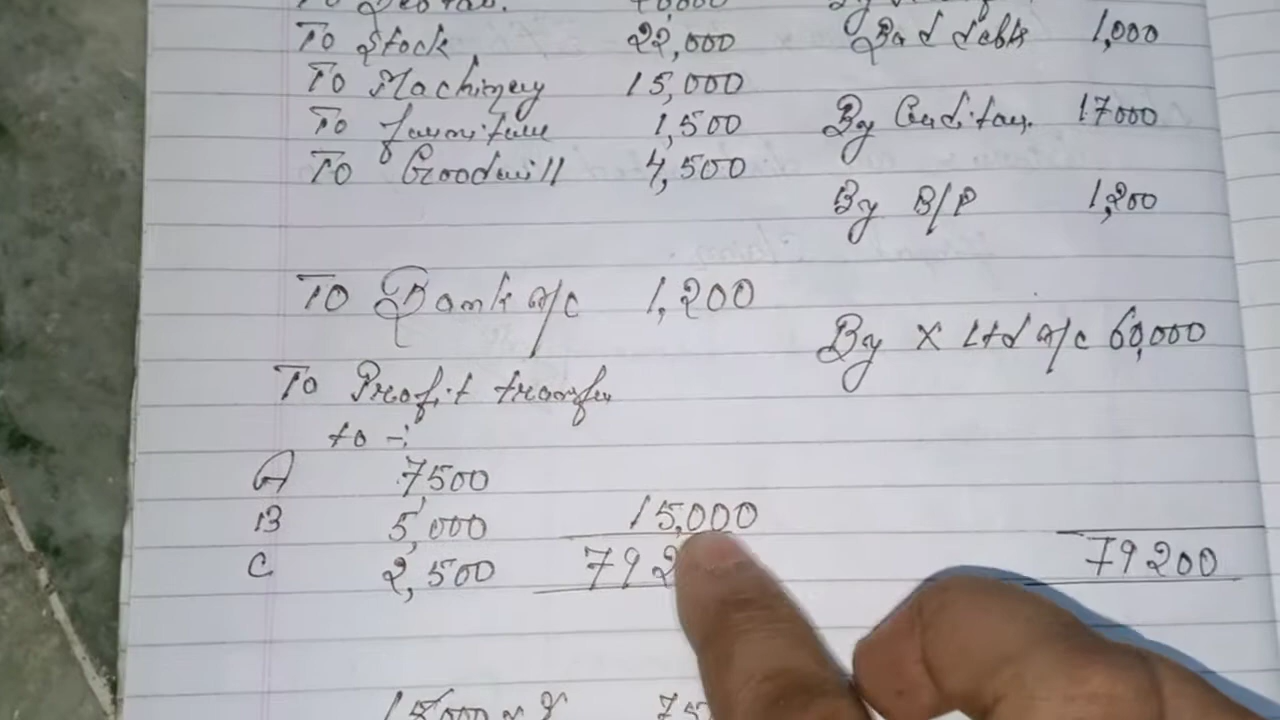 To Stock 22,000 Bad debts 1,000
To Machinery 15,000
To Furniture 1,500 By Creditors. 17000
To Goodwill 4,500
By B/P 1,200
To Bank a/c 1,200
By X Ltd a/c 60,000
To Profit transfer
to -:
A 7500
B 5,000 15,000
C 2,500 792 79200